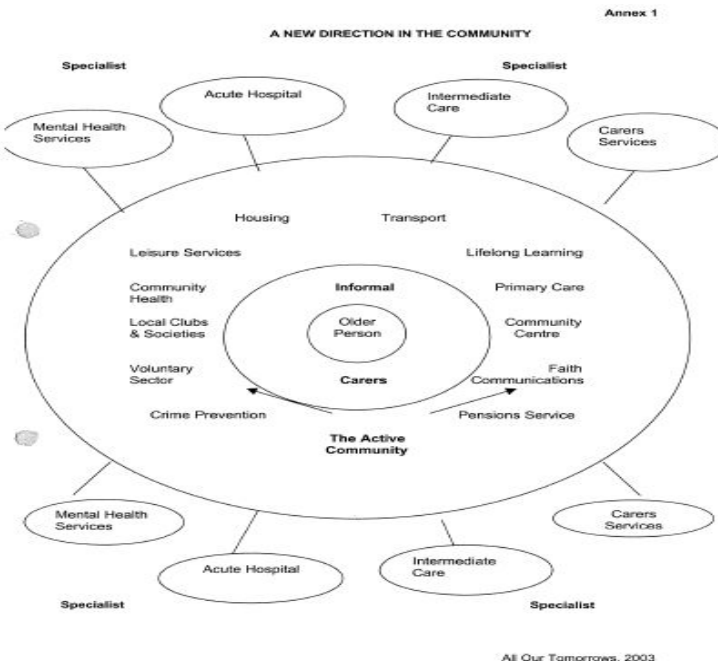 Annex 1
A NEW DIRECTION IN THE COMMUNITY
Specialist
Specialist
Acute Hospital
Intermediate
Care
Mental Health
Services
Carers
Services
Housing
Transport
Leisure Services
Lifelong Learning
Community
Health
Informal
Primary Care
Local Clubs
& Societies
Older
Person
Community
Centre
Voluntary
Sector
Carers
Faith
Communications
Crime Prevention
Pensions Service
The Active
Community
Mental Health
Services
Carers
Services
Acute Hospital
Intermediate
Care
Specialist
Specialist
All Our Tomorrows, 2003